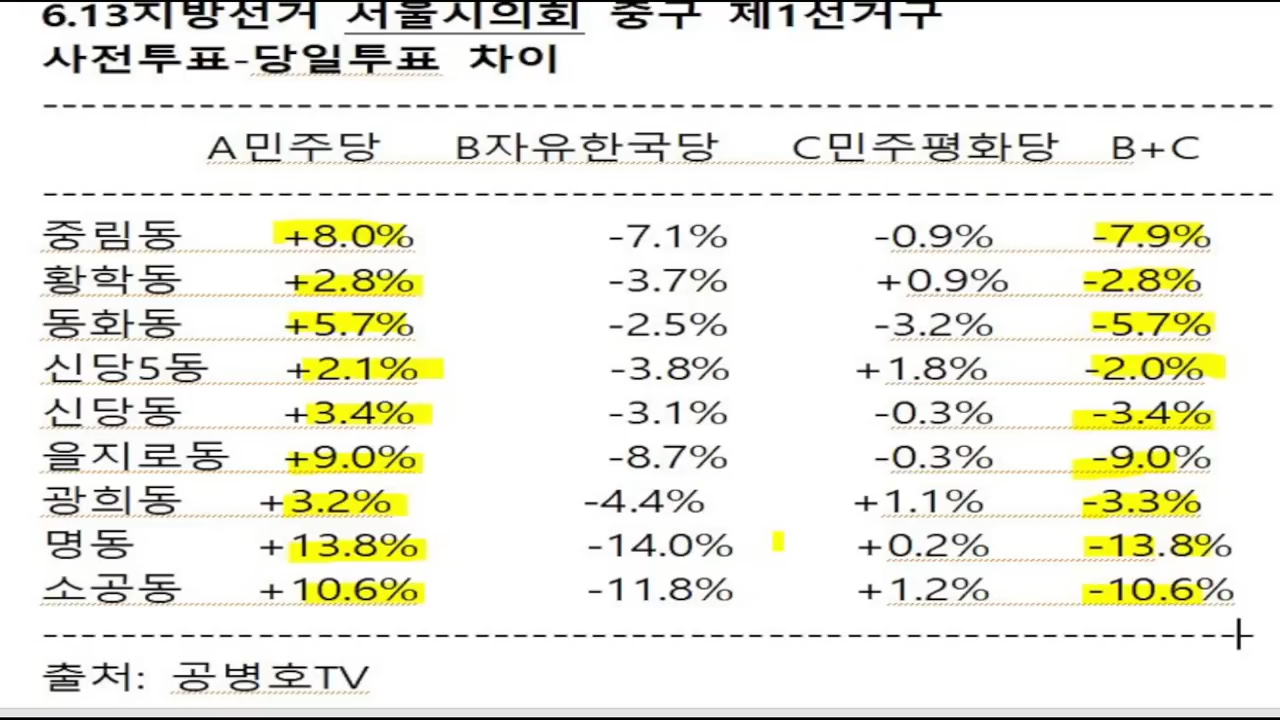 6.13지방선거 서울시의회 중구 제1선거구
사전투표-당일투표 차이
A민주당 B자유한국당 C민주평화당 B+C
중림동 +8.0% -7.1% -0.9% -7.9%
황학동 +2.8% -3.7% +0.9% -2.8%
동화동 +5.7% -2.5% -3.2% -5.7%
신당5동 +2.1% -3.8% +1.8% -2.0%
신당동 +3.4% -3.1% -0.3% -3.4%
을지로동 +9.0% -8.7% -0.3% -9.0%
광희동 +3.2% -4.4% +1.1% -3.3%
명동 +13.8% -14.0% +0.2% -13.8%
소공동 +10.6% -11.8% +1.2% -10.6%
출처: 공병호TV